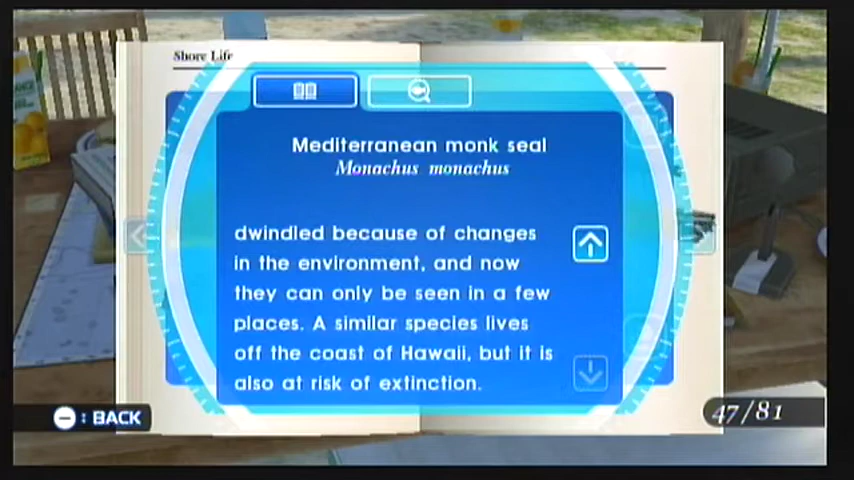 Shore Life
Mediterranean monk seal
Monachus monachus
dwindled because of changes
in the environment, and now
they can only be seen in a few
places. A similar species lives
off the coast of Hawaii, but it is
also at risk of extinction.
− : BACK
47/81